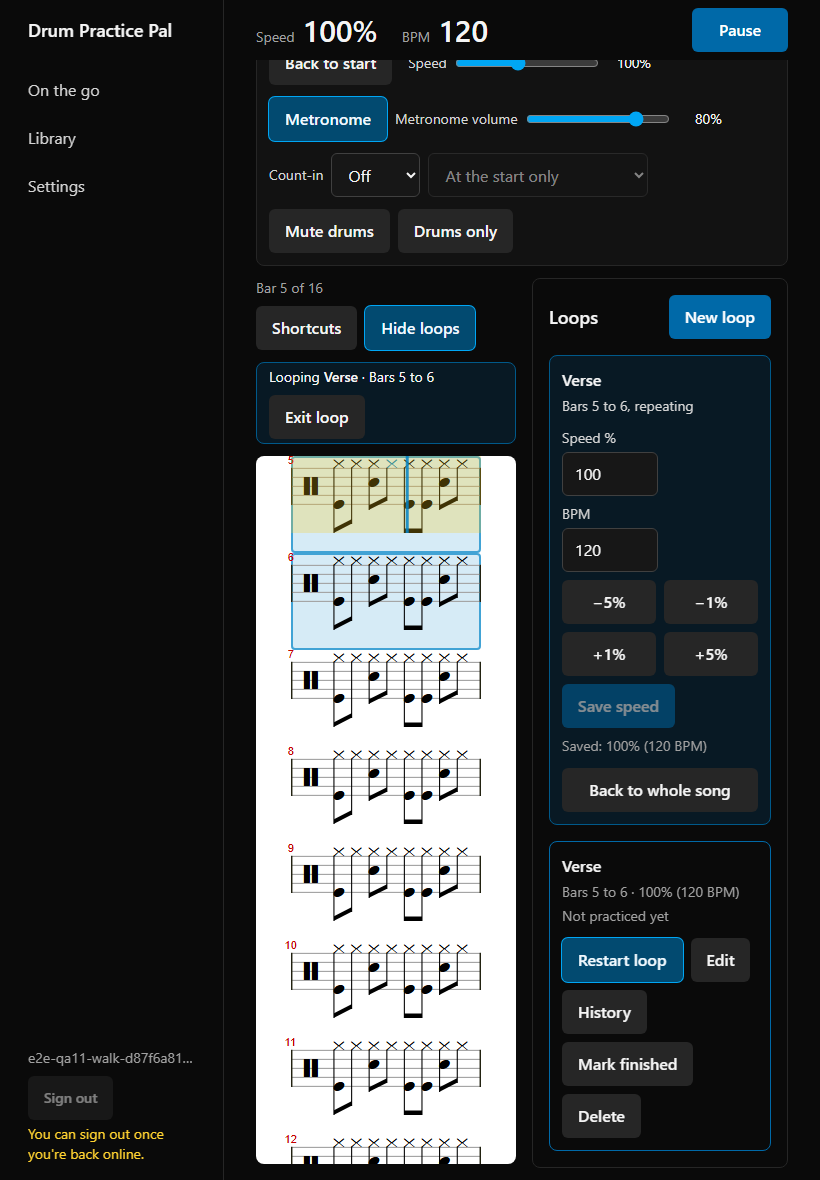 Drum Practice Pal
On the go
Library
Settings
Speed 100% BPM 120
Pause
Back to start Speed 100%
Metronome Metronome volume 80%
Count-in Off At the start only
Mute drums Drums only
Bar 5 of 16
Shortcuts Hide loops
Looping Verse · Bars 5 to 6
Exit loop
5
6
7
8
9
10
11
12
Loops New loop
Verse
Bars 5 to 6, repeating
Speed %
100
BPM
120
−5% −1%
+1% +5%
Save speed
Saved: 100% (120 BPM)
Back to whole song
Verse
Bars 5 to 6 · 100% (120 BPM)
Not practiced yet
Restart loop Edit
History
Mark finished
Delete
e2e-qa11-walk-d87f6a81...
Sign out
You can sign out once
you're back online.